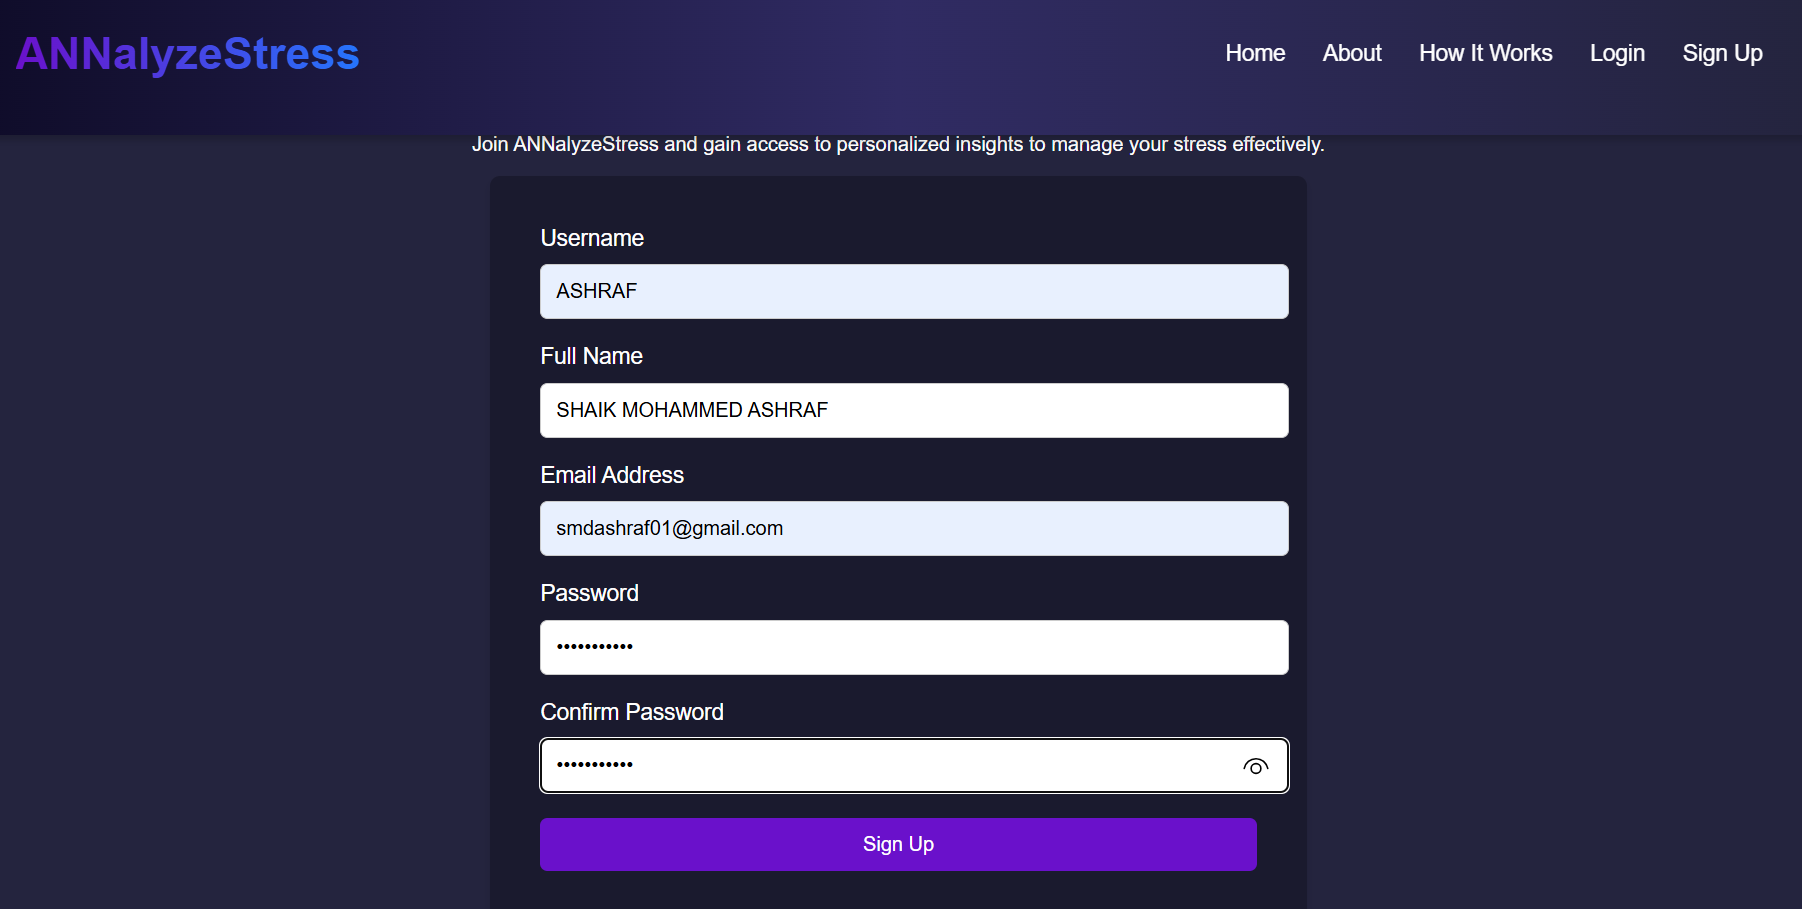 ANNalyzeStress
Home About How It Works Login Sign Up
Join ANNalyzeStress and gain access to personalized insights to manage your stress effectively.
Username
ASHRAF
Full Name
SHAIK MOHAMMED ASHRAF
Email Address
smdashraf01@gmail.com
Password
•••••••••••
Confirm Password
•••••••••••
Sign Up